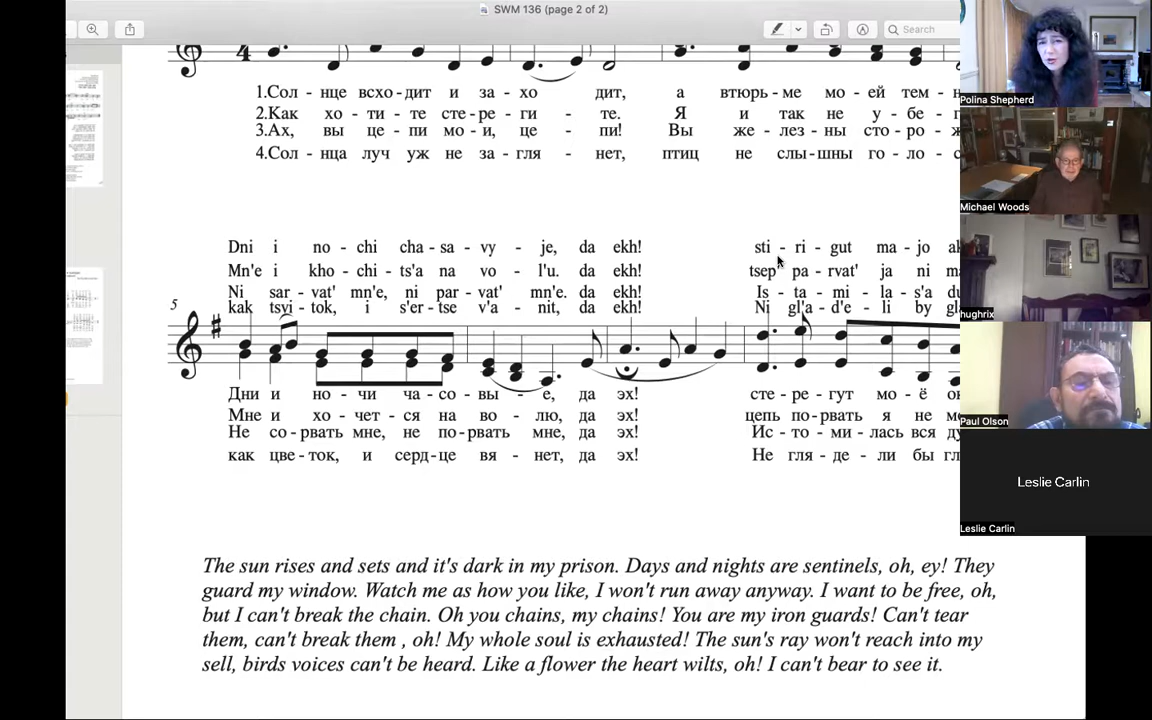 SWM 136 (page 2 of 2)
Search
4
1.Сол - нце всхо-дит и за - хо дит, а втюрь-ме мо - ей тем -
2.Как хо - ти - те сте-ре - ги - те. Я и так не у - бе -
3.Ах, вы це - пи мо - и, це - пи! Вы же - лез - ны сто - ро -
4.Сол - нца луч уж не за - гля - нет, птиц не слы-шны го - ло -
Dni i no - chi cha - sa - vy - je, da ekh! sti - ri - gut ma - jo
Mn'e i kho - chi - ts'a na vo - l'u. da ekh! tsep' pa - rvat' ja ni
Ni sar - vat' mn'e, ni par - vat' mn'e. da ekh! Is - ta - mi - la - s'a
kak tsvi - tok, i s'er - tse v'a - nit, da ekh! Ni gl'a - d'e - li by
5
Дни и но - чи ча - со - вы - е, да эх! сте - ре - гут мо - ё
Мне и хо - чет - ся на во - лю, да эх! цепь по - рвать я не
Не со - рвать мне, не по - рвать мне, да эх! Ис - то - ми - лась вся
как цве - ток, и серд - це вя - нет, да эх! Не гля - де - ли бы
The sun rises and sets and it's dark in my prison. Days and nights are sentinels, oh, ey! They
guard my window. Watch me as how you like, I won't run away anyway. I want to be free, oh,
but I can't break the chain. Oh you chains, my chains! You are my iron guards! Can't tear
them, can't break them , oh! My whole soul is exhausted! The sun's ray won't reach into my
sell, birds voices can't be heard. Like a flower the heart wilts, oh! I can't bear to see it.
Polina Shepherd
Michael Woods
hughrix
Paul Olson
Leslie Carlin
Leslie Carlin